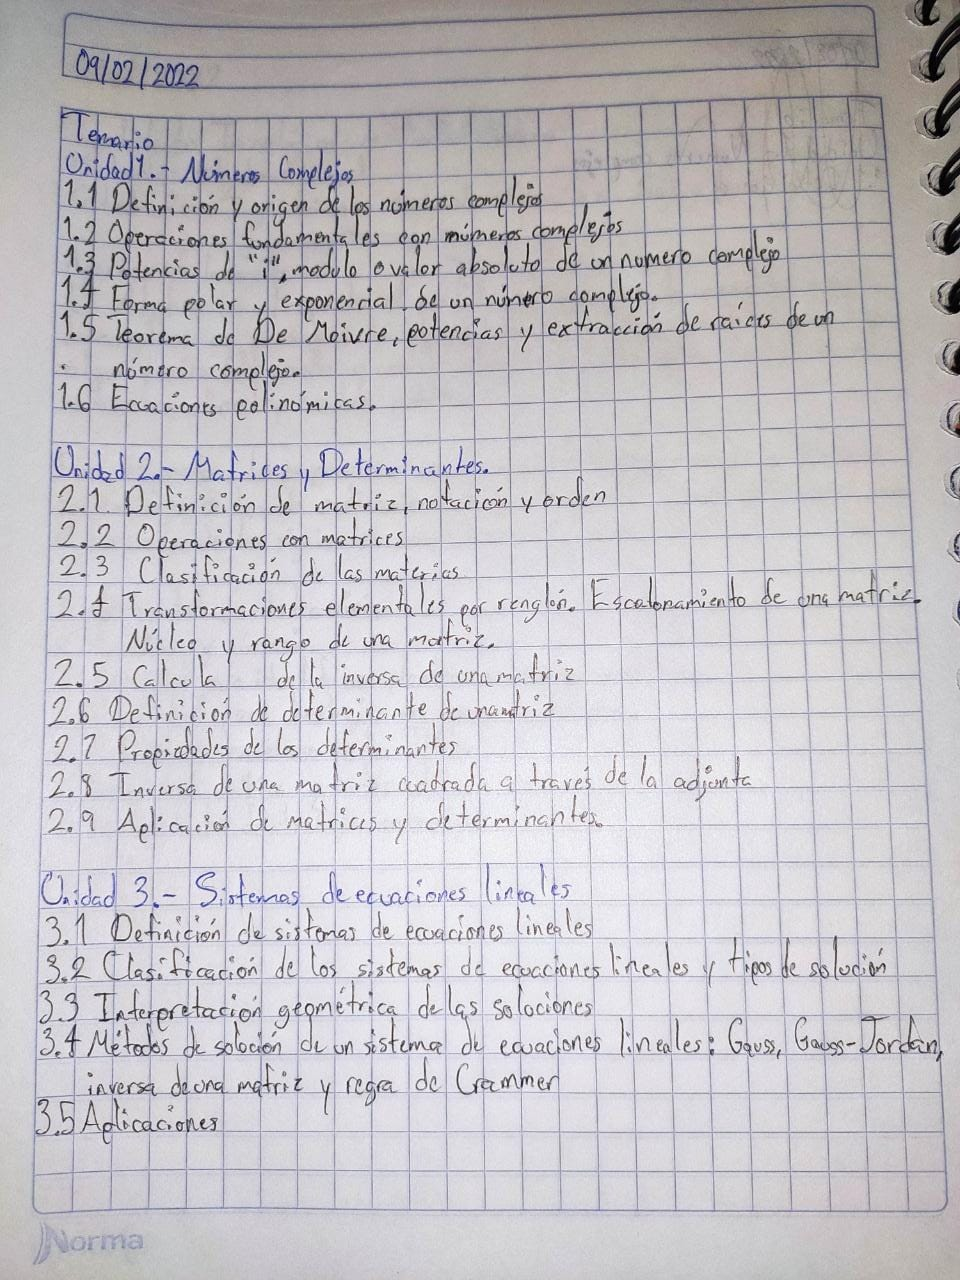 09/02/2022
Temario
Unidad 1.- Números Complejos
1.1 Definición y origen de los números complejos
1.2 Operaciones fundamentales con números complejos
1.3 Potencias de "i", modulo o valor absoluto de un numero complejo
1.4 Forma polar y exponencial de un número complejo.
1.5 Teorema de De Moivre, potencias y extracción de raíces de un
número complejo.
1.6 Ecuaciones polinómicas.
Unidad 2.- Matrices y Determinantes.
2.1 Definición de matriz, notación y orden
2.2 Operaciones con matrices
2.3 Clasificación de las materias
2.4 Transformaciones elementales por renglón. Escalonamiento de una matriz.
Núcleo y rango de una matriz.
2.5 Calcula de la inversa de una matriz
2.6 Definición de determinante de una matriz
2.7 Propiedades de los determinantes
2.8 Inversa de una matriz cuadrada a través de la adjunta
2.9 Aplicación de matrices y determinantes.
Unidad 3.- Sistemas de ecuaciones lineales
3.1 Definición de sistemas de ecuaciones lineales
3.2 Clasificación de los sistemas de ecuaciones lineales y tipos de solución
3.3 Interpretación geométrica de las soluciones
3.4 Métodos de solución de un sistema de ecuaciones lineales: Gauss, Gauss-Jordan,
inversa de una matriz y regra de Crammer
3.5 Aplicaciones
Norma